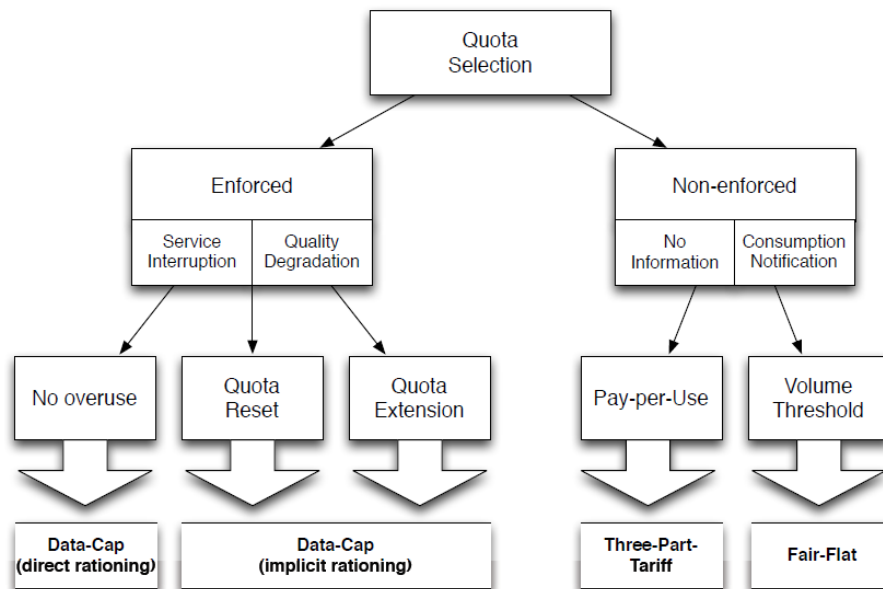 Quota
Selection
Enforced
Non-enforced
Service
Interruption
Quality
Degradation
No
Information
Consumption
Notification
No overuse
Quota
Reset
Quota
Extension
Pay-per-Use
Volume
Threshold
Data-Cap
(direct rationing)
Data-Cap
(implicit rationing)
Three-Part-
Tariff
Fair-Flat